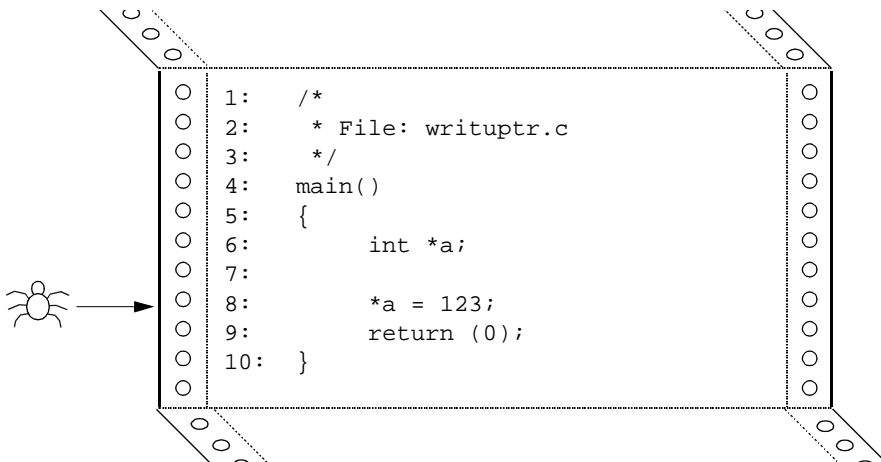 1:    /*
2:     * File: writuptr.c
3:     */
4:    main()
5:    {
6:         int *a;
7:
8:         *a = 123;
9:         return (0);
10:   }